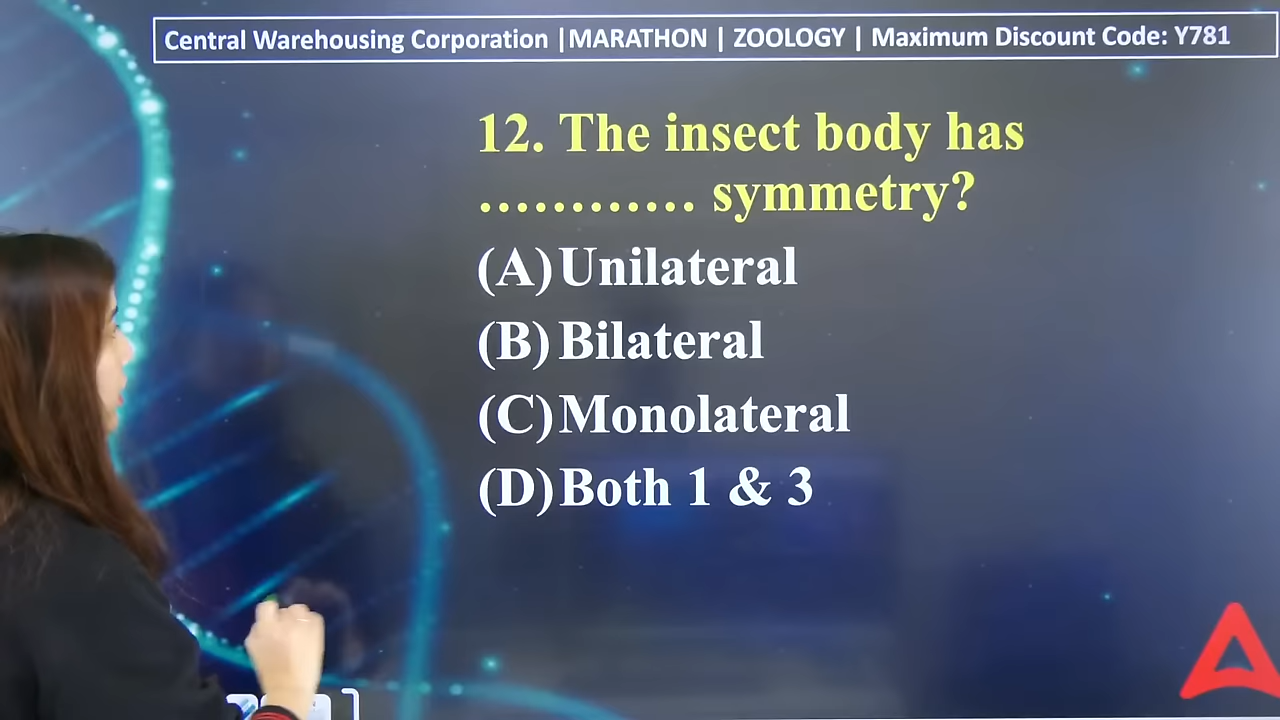 Central Warehousing Corporation |MARATHON | ZOOLOGY | Maximum Discount Code: Y781
12. The insect body has
………… symmetry?
(A) Unilateral
(B) Bilateral
(C) Monolateral
(D) Both 1 & 3